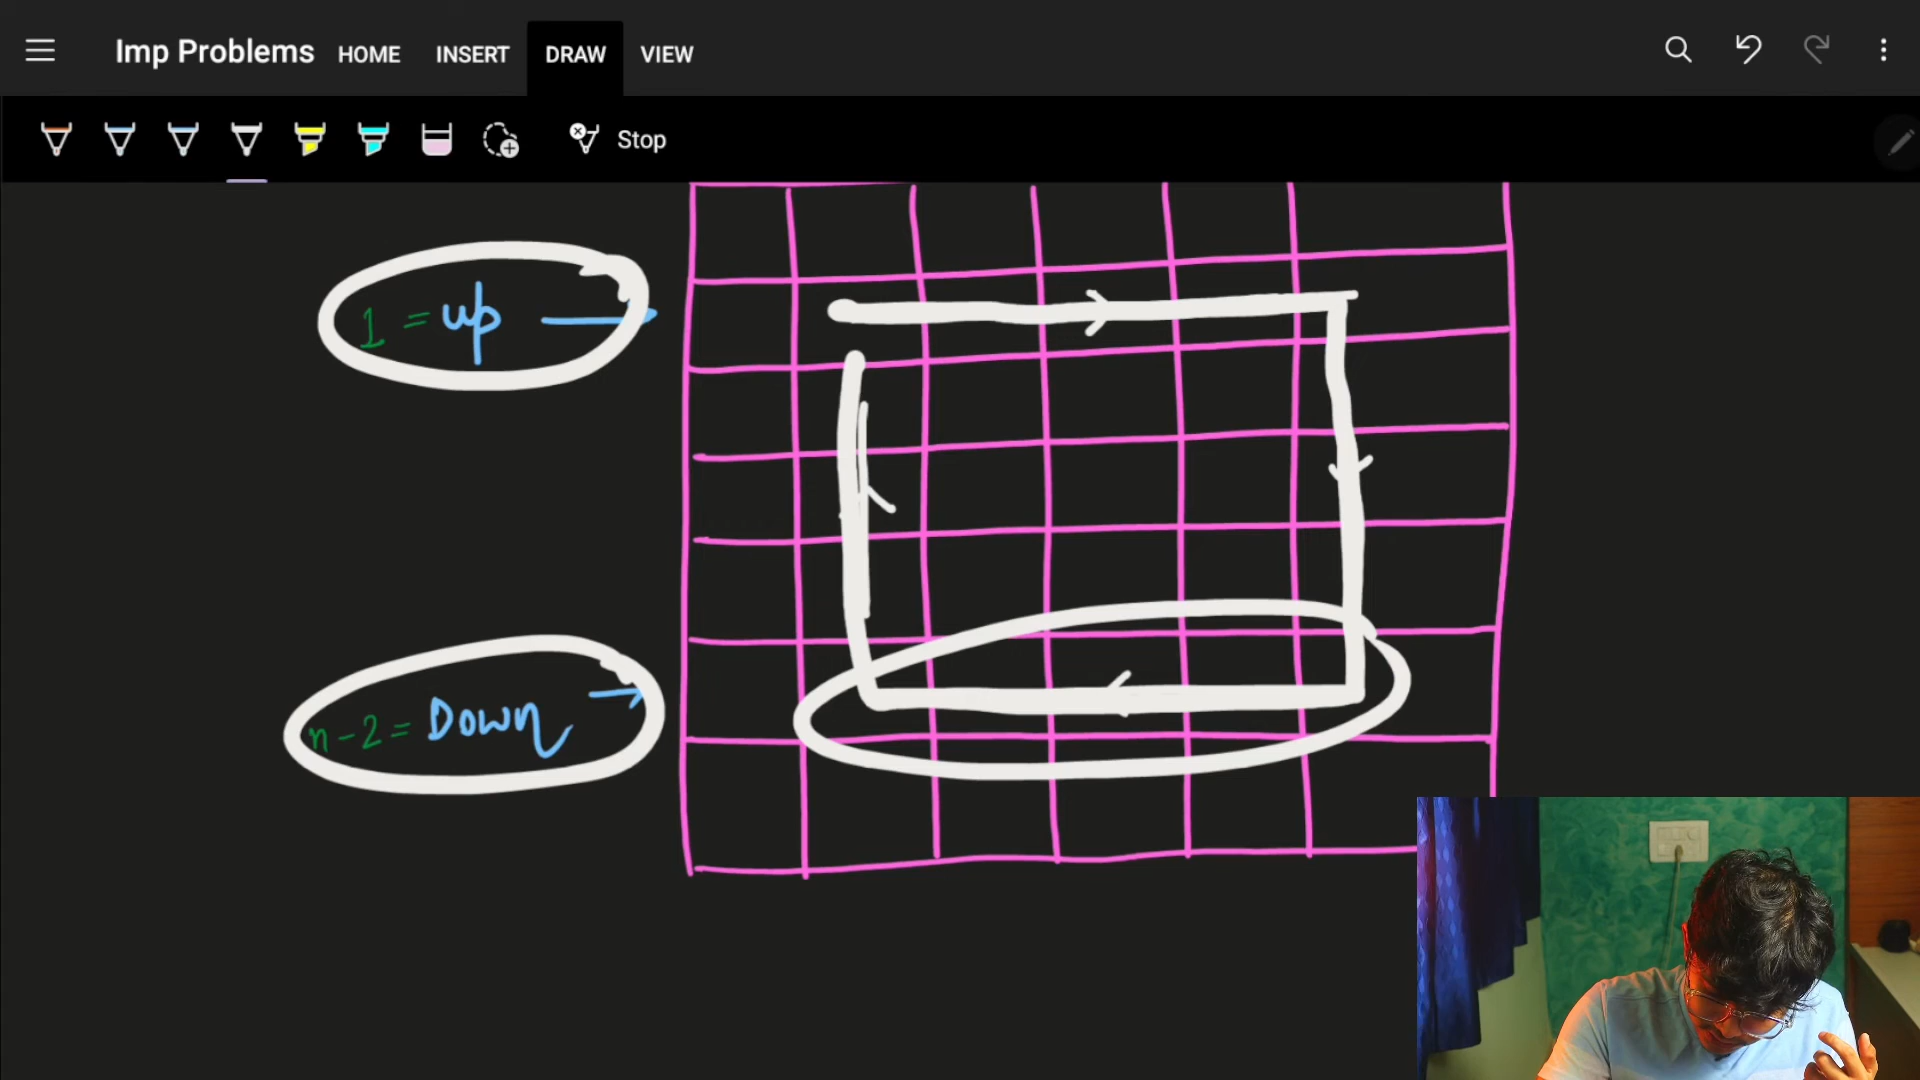 Imp Problems HOME INSERT DRAW VIEW
Stop
1 = up
n-2 = Down